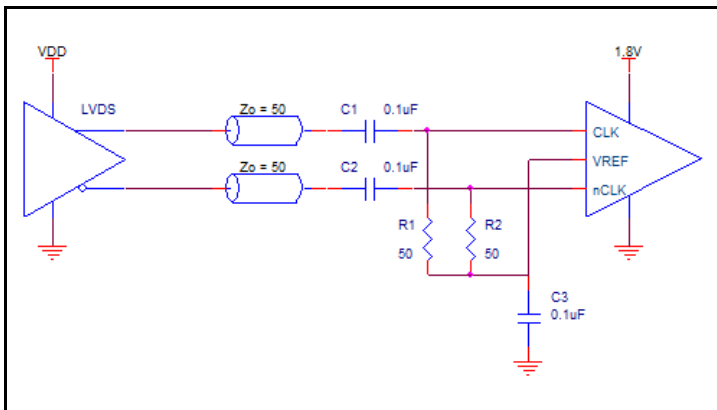 VDD
1.8V
LVDS
Zo = 50
C1
0.1uF
CLK
Zo = 50
C2
0.1uF
VREF
nCLK
R1
R2
50
50
C3
0.1uF